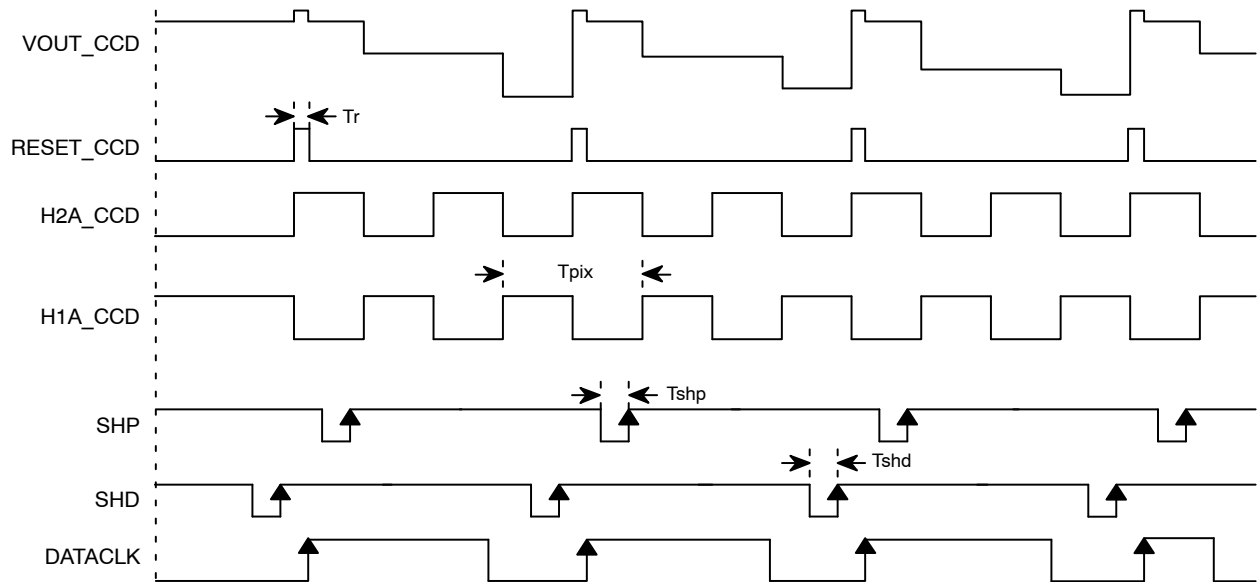 VOUT_CCD
Tr
RESET_CCD
H2A_CCD
Tpix
H1A_CCD
Tshp
SHP
Tshd
SHD
DATACLK